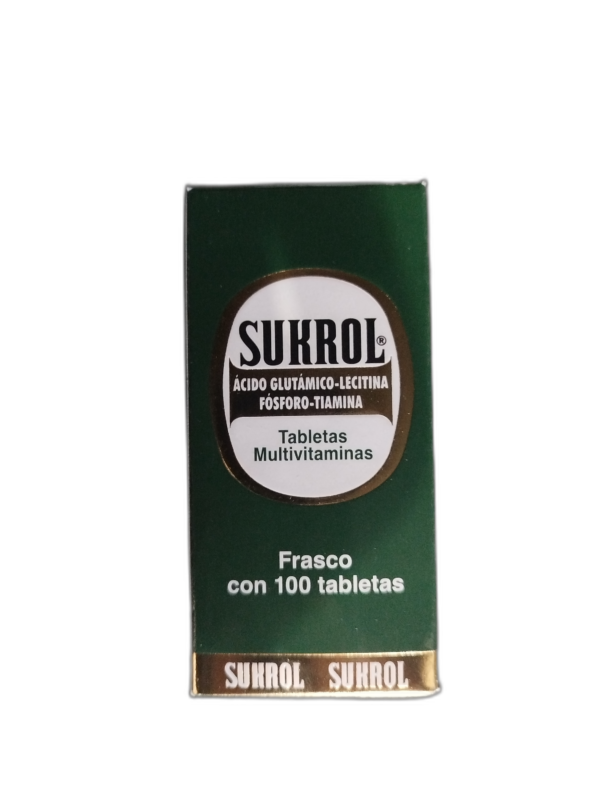 SUKROL®
ÁCIDO GLUTÁMICO-LECITINA
FÓSFORO-TIAMINA
Tabletas
Multivitaminas
Frasco
con 100 tabletas
SUKROL SUKROL